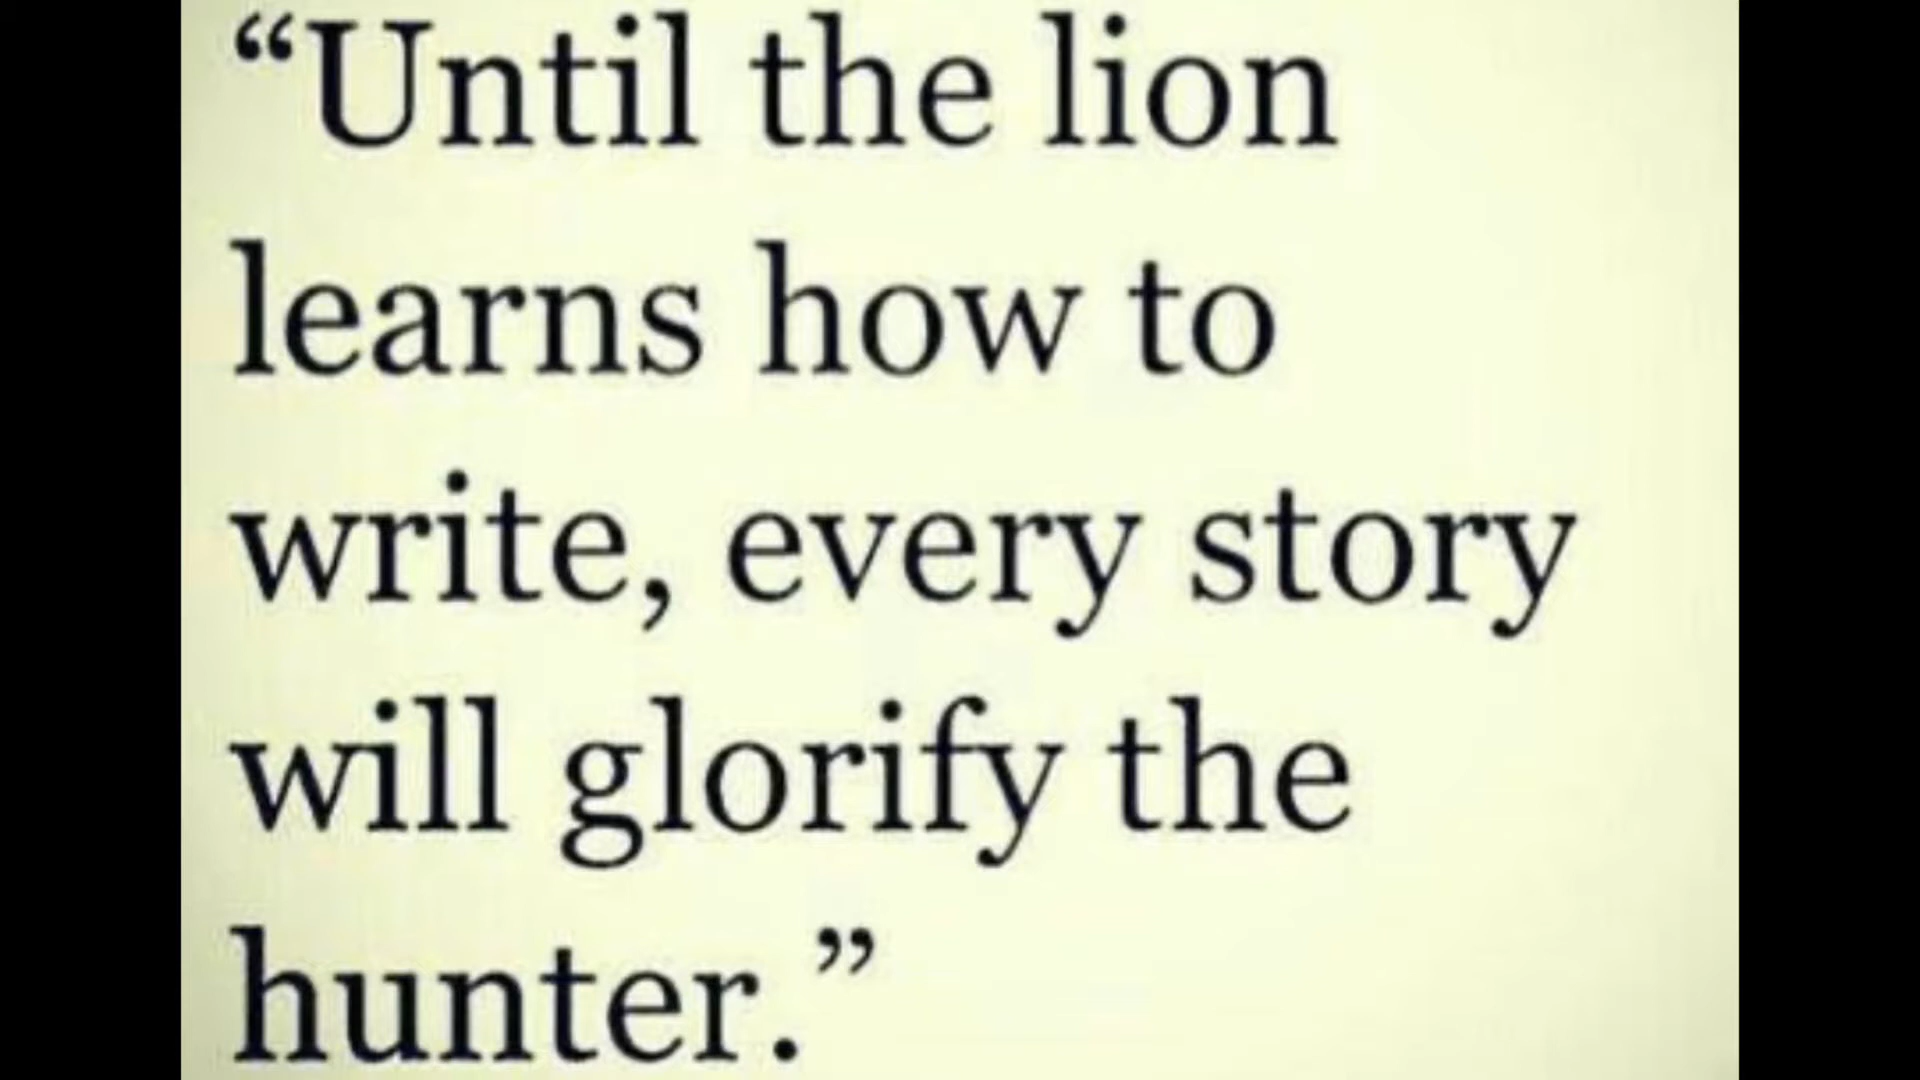 “Until the lion
learns how to
write, every story
will glorify the
hunter.”